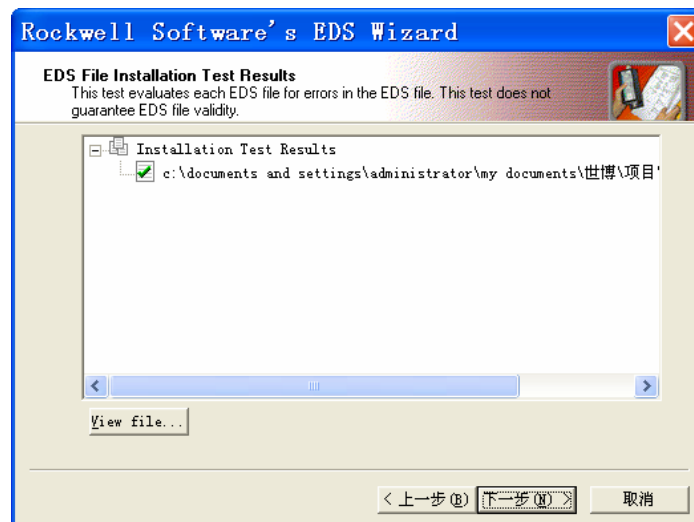 Rockwell Software's EDS Wizard
EDS File Installation Test Results
This test evaluates each EDS file for errors in the EDS file. This test does not
guarantee EDS file validity.
Installation Test Results
c:\documents and settings\administrator\my documents\世博\项目
View file...
< 上一步(B)
下一步(N) >
取消